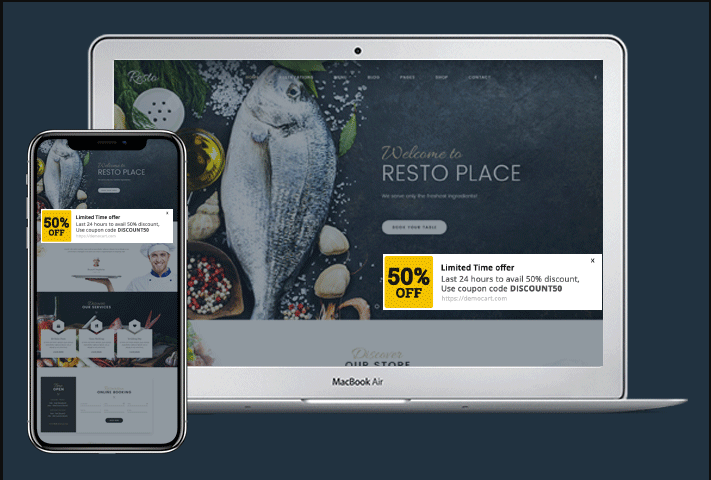 Resto
HOME
MENU
BLOG
PAGES
SHOP
CONTACT
Welcome to
RESTO PLACE
We serve only the freshest ingredients!
BOOK YOUR TABLE
50%
OFF
x
Limited Time offer
Last 24 hours to avail 50% discount,
Use coupon code DISCOUNT50
https://democart.com
Discover
OUR STORE
MacBook Air
Welcome to
RESTO PLACE
50%
OFF
x
Limited Time offer
Last 24 hours to avail 50% discount,
Use coupon code DISCOUNT50
https://democart.com
Discover
OUR SERVICES
OPEN
ONLINE BOOKING